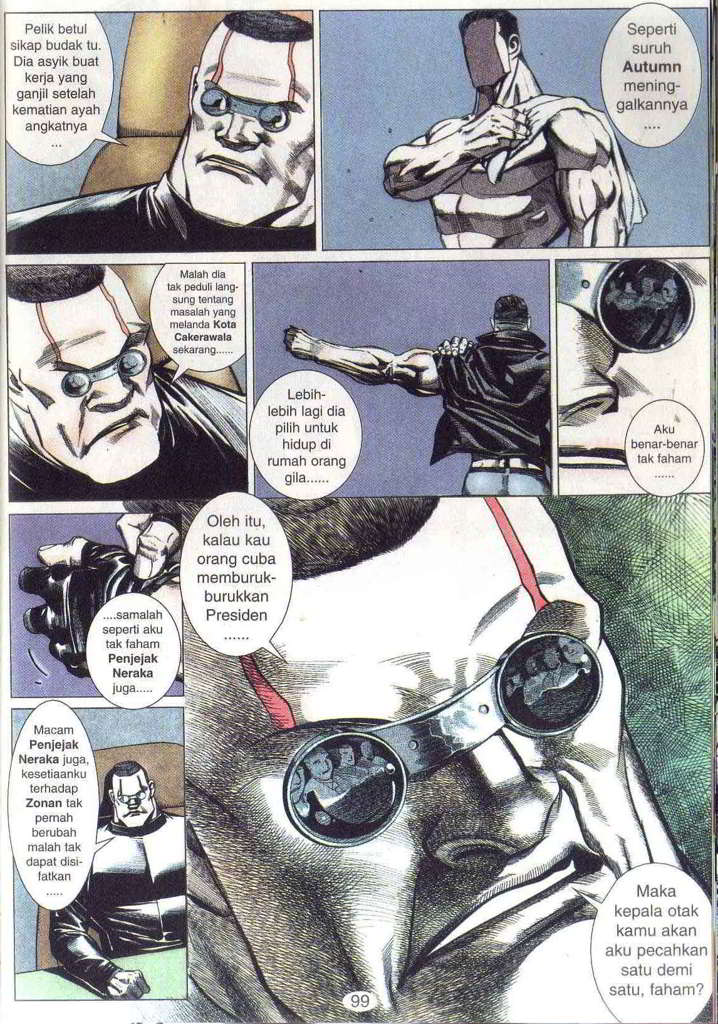 Pelik betul
sikap budak tu.
Dia asyik buat
kerja yang
ganjil setelah
kematian ayah
angkatnya
...
Seperti
suruh
Autumn
mening-
galkannya
....
Malah dia
tak peduli lang-
sung tentang
masalah yang
melanda Kota
Cakerawala
sekarang......
Lebih-
lebih lagi dia
pilih untuk
hidup di
rumah orang
gila......
Aku
benar-benar
tak faham
......
....samalah
seperti aku
tak faham
Penjejak
Neraka
juga.....
Oleh itu,
kalau kau
orang cuba
memburuk-
burukkan
Presiden
......
Macam
Penjejak
Neraka juga,
kesetiaanku
terhadap
Zonan tak
pernah
berubah
malah tak
dapat disi-
fatkan
.....
Maka
kepala otak
kamu akan
aku pecahkan
satu demi
satu, faham?
99